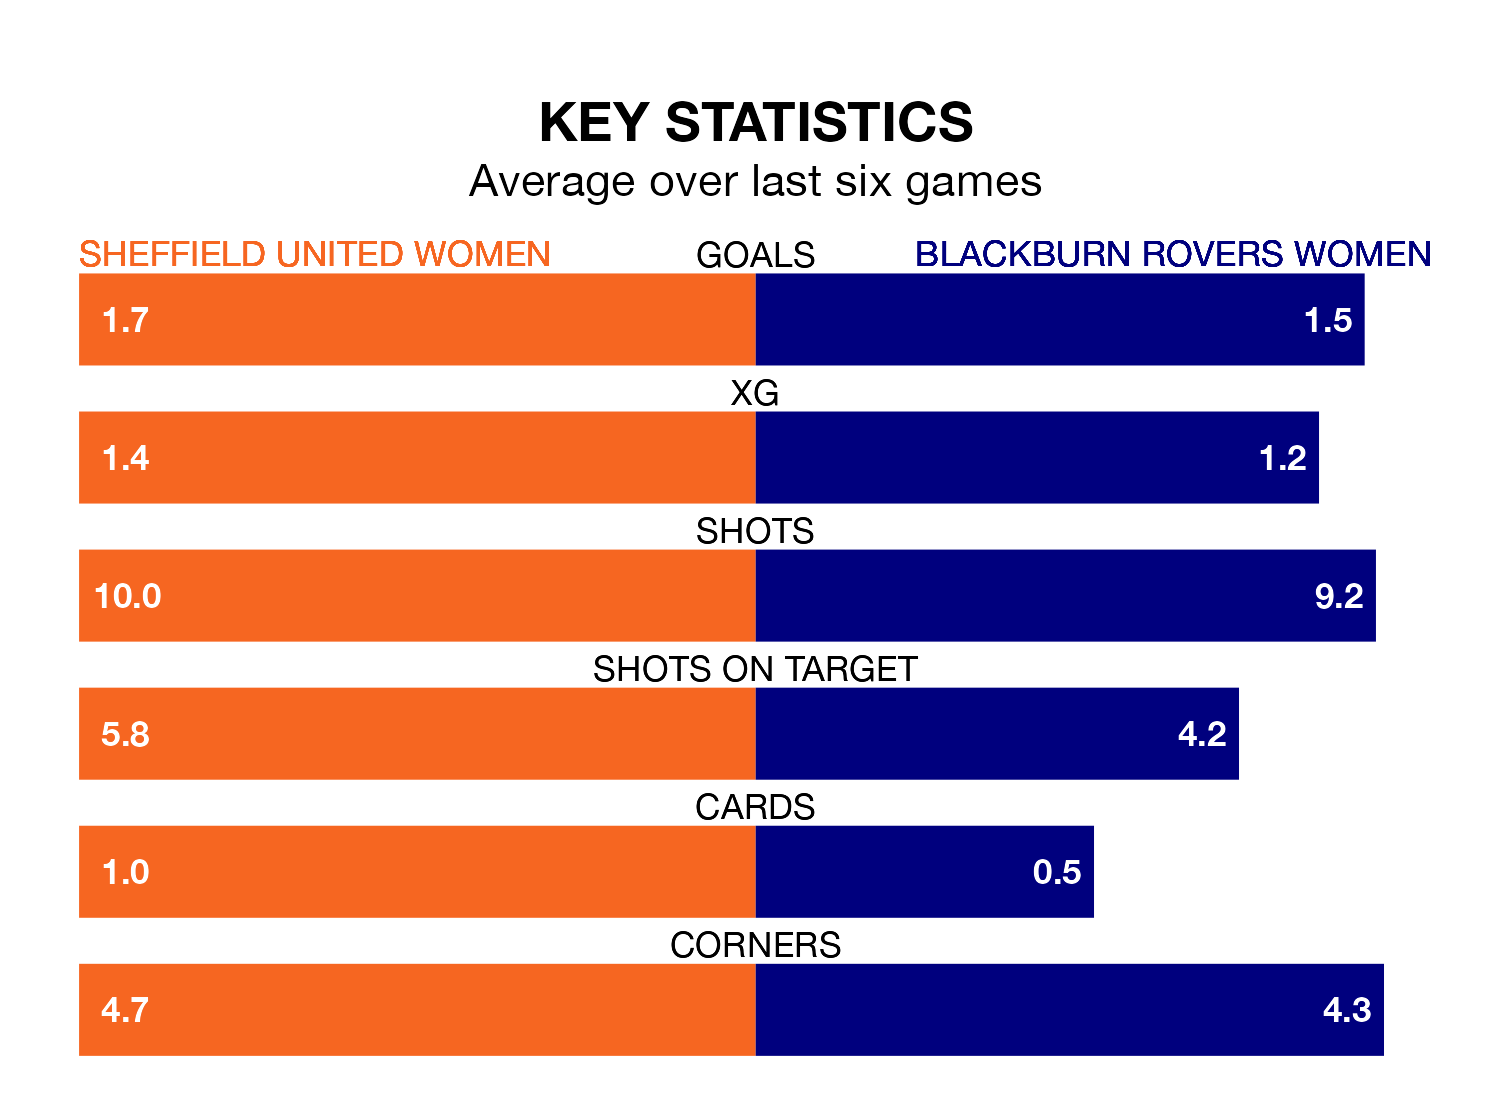 KEY STATISTICS
Average over last six games
SHEFFIELD UNITED WOMEN GOALS BLACKBURN ROVERS WOMEN
1.7 1.5
XG
1.4 1.2
SHOTS
10.0 9.2
SHOTS ON TARGET
5.8 4.2
CARDS
1.0 0.5
CORNERS
4.7 4.3